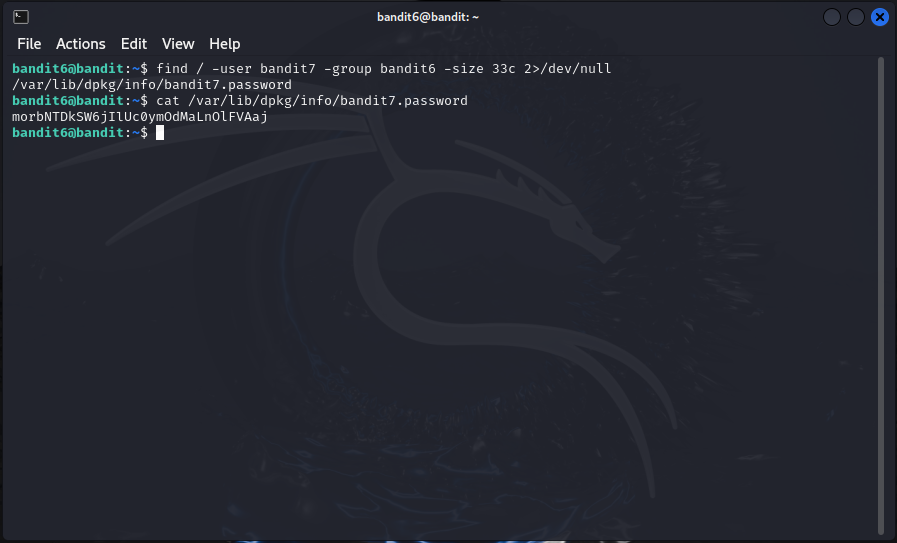 bandit6@bandit: ~
File Actions Edit View Help
bandit6@bandit:~$ find / -user bandit7 -group bandit6 -size 33c 2>/dev/null
/var/lib/dpkg/info/bandit7.password
bandit6@bandit:~$ cat /var/lib/dpkg/info/bandit7.password
morbNTDkSW6jIlUc0ymOdMaLnOlFVAaj
bandit6@bandit:~$